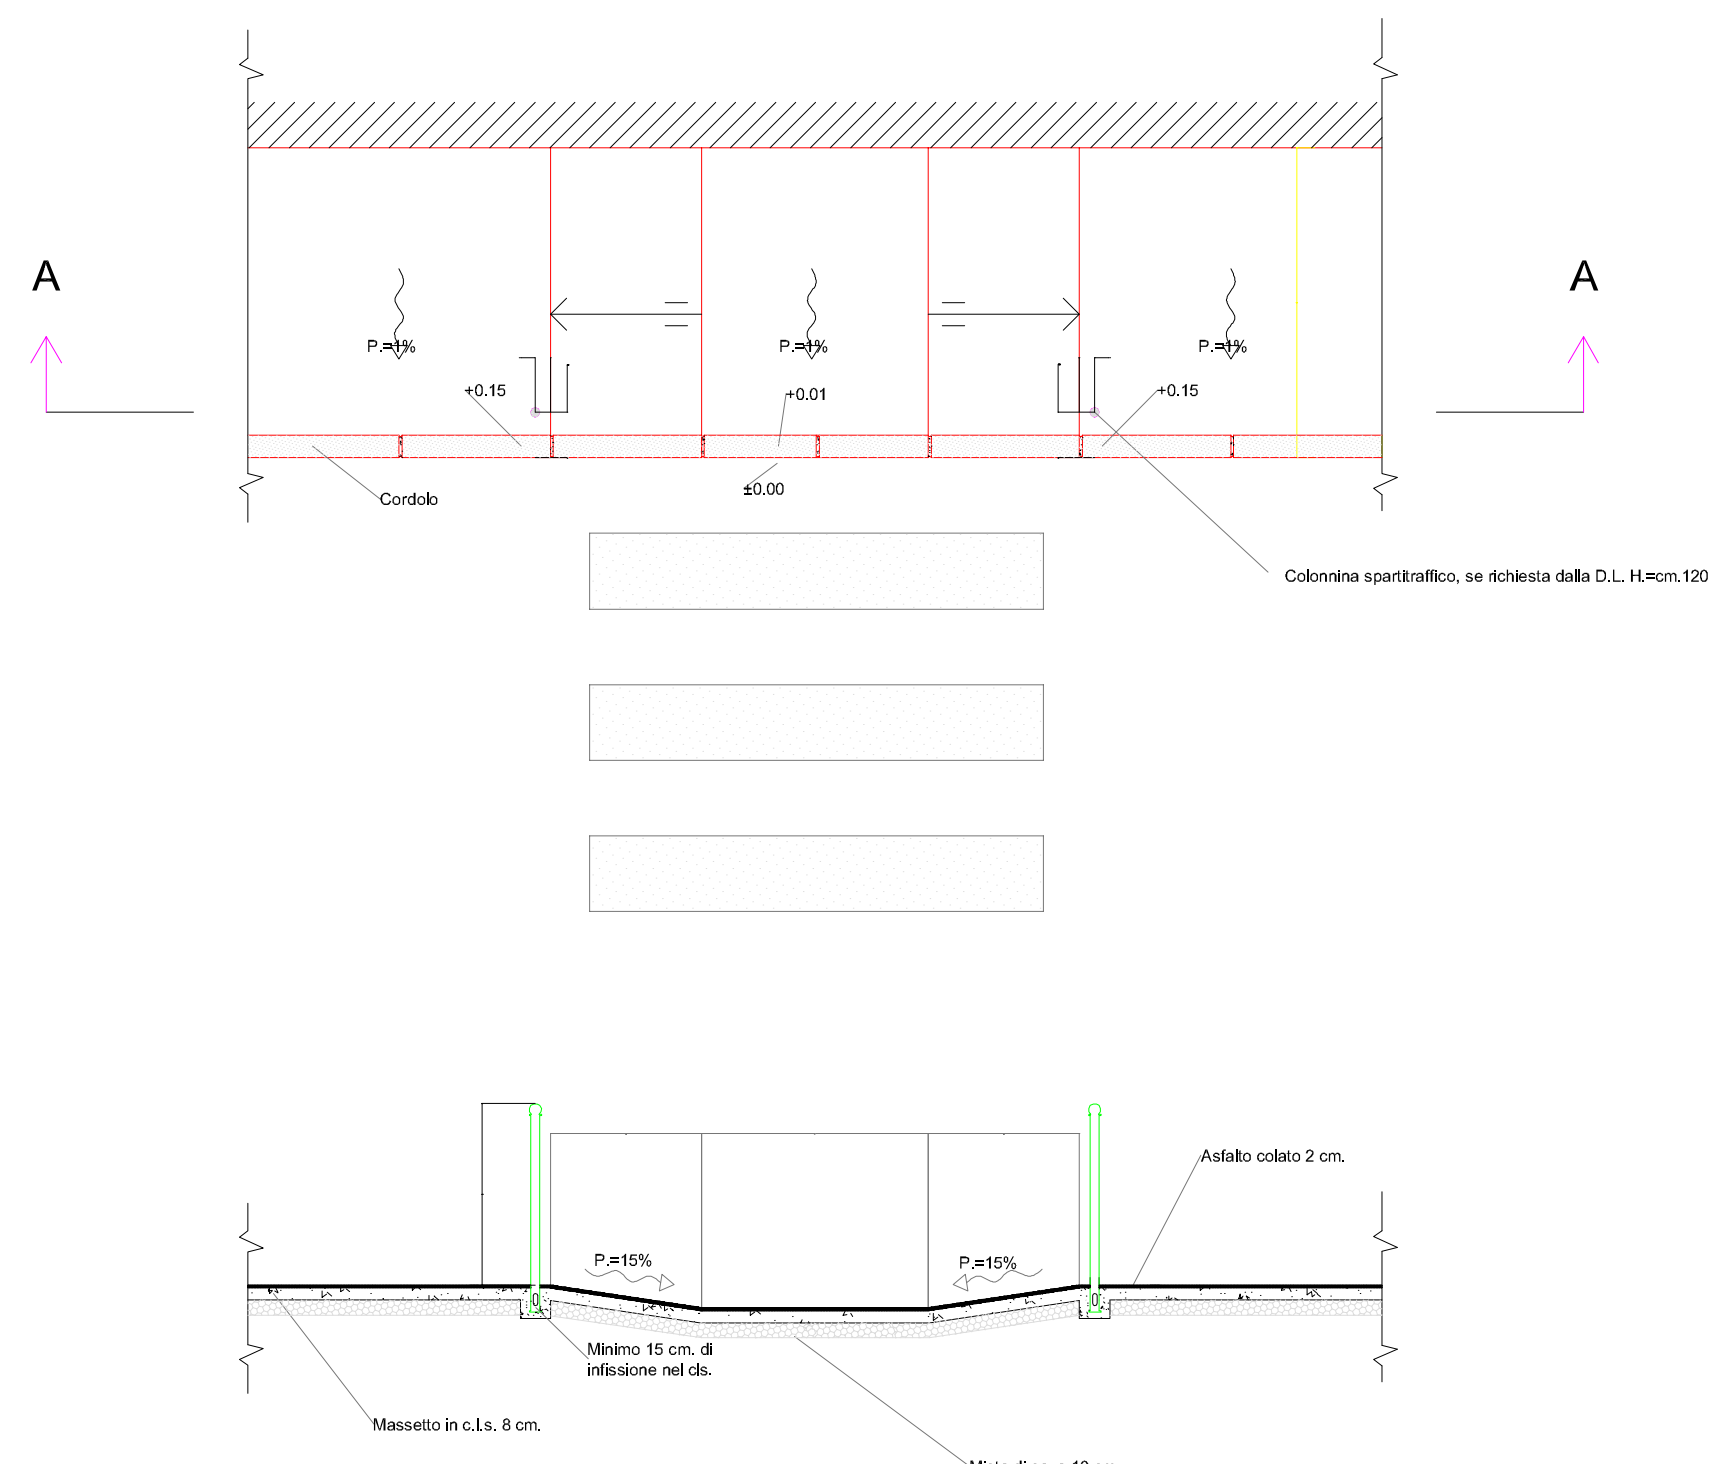 A
A
P.=1%
P.=1%
P.=1%
+0.15
+0.01
+0.15
±0.00
Cordolo
Colonnina spartitraffico, se richiesta dalla D.L. H.=cm.120
Asfalto colato 2 cm.
P.=15%
P.=15%
Minimo 15 cm. di
infissione nel cls.
Massetto in c.l.s. 8 cm.